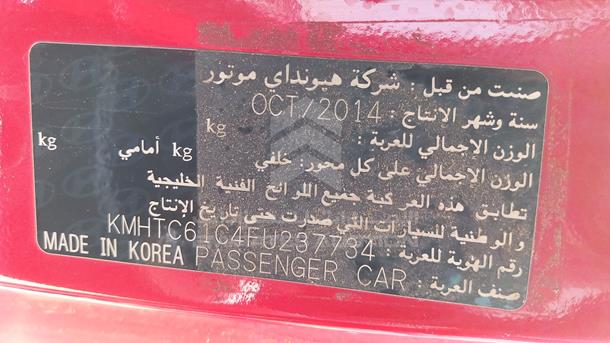 صنعت من قبل : شركة هيونداي موتور
سنة وشهر الانتاج : OCT/2014
الوزن الاجمالي للعربة : kg
الوزن الاجمالي على كل محور: خلفي kg أمامي kg
تطابق هذه العركبة جميع اللوائح الفنية الخليجية
والوطنية للسيارات التي صدرت حتى تاريخ الإنتاج
رقم الهوية للعربة : KMHTC61C4FU237734
صنف العربة : PASSENGER CAR MADE IN KOREA